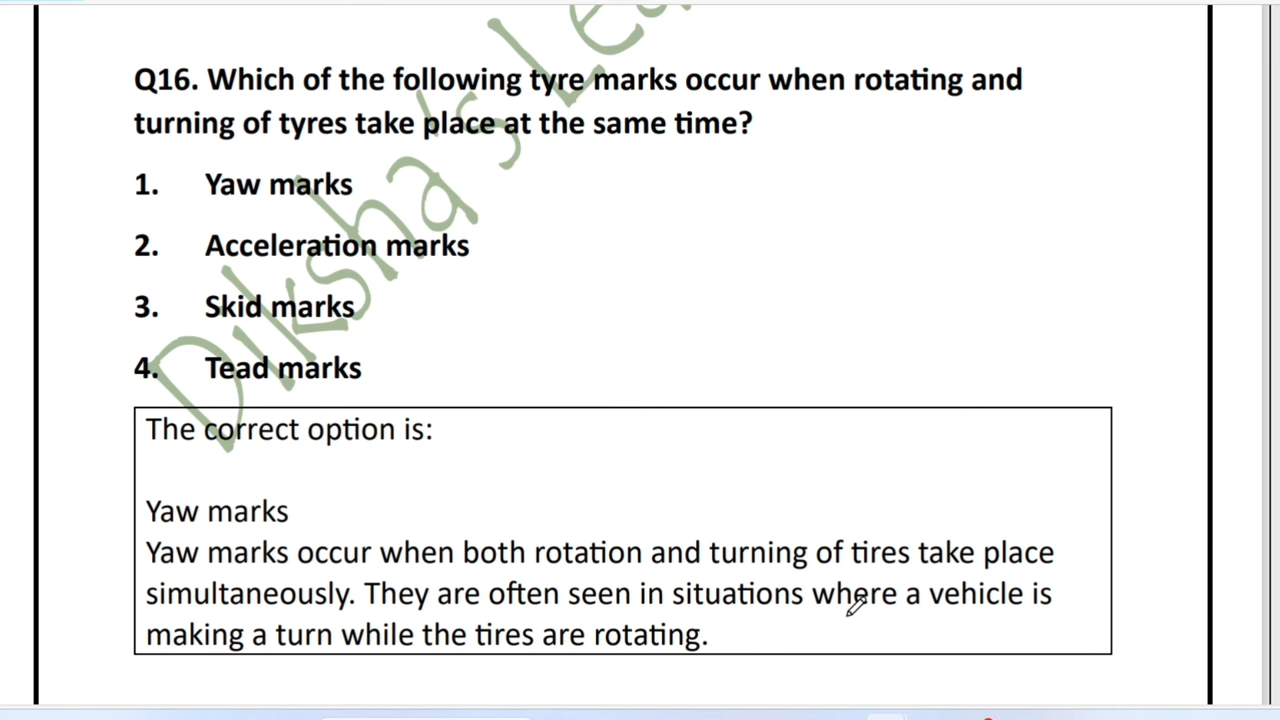 Q16. Which of the following tyre marks occur when rotating and
turning of tyres take place at the same time?
1. Yaw marks
2. Acceleration marks
3. Skid marks
4. Tead marks
The correct option is:
Yaw marks
Yaw marks occur when both rotation and turning of tires take place
simultaneously. They are often seen in situations where a vehicle is
making a turn while the tires are rotating.
Diksha's